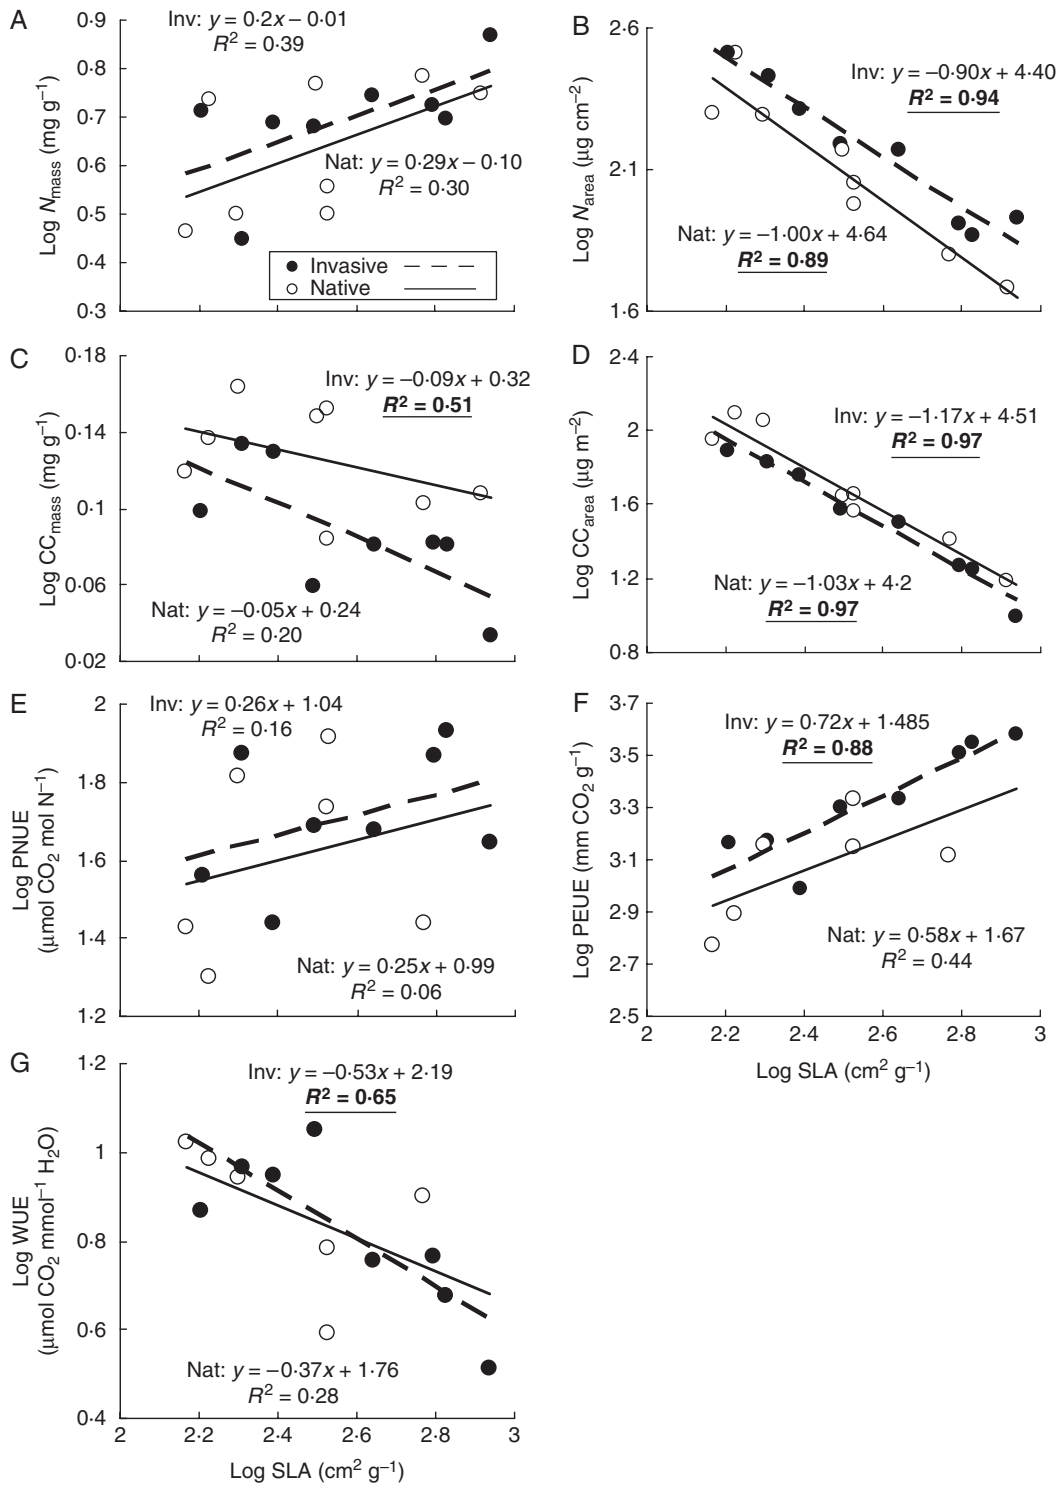 A
0·9
0·8
0·7
0·6
0·5
0·4
0·3
Log Nmass (mg g–1)
Inv: y = 0·2x – 0·01
R2 = 0·39
Nat: y = 0·29x – 0·10
R2 = 0·30
Invasive
Native
B
2·6
2·1
1·6
Log Narea (µg cm–2)
Inv: y = –0·90x + 4·40
R2 = 0·94
Nat: y = –1·00x + 4·64
R2 = 0·89
C
0·18
0·14
0·1
0·06
0·02
Log CCmass (mg g–1)
Inv: y = –0·09x + 0·32
R2 = 0·51
Nat: y = –0·05x + 0·24
R2 = 0·20
D
2·4
2
1·6
1·2
0·8
Log CCarea (µg m–2)
Inv: y = –1·17x + 4·51
R2 = 0·97
Nat: y = –1·03x + 4·2
R2 = 0·97
E
2
1·8
1·6
1·4
1·2
Log PNUE
(µmol CO2 mol N–1)
Inv: y = 0·26x + 1·04
R2 = 0·16
Nat: y = 0·25x + 0·99
R2 = 0·06
F
3·7
3·5
3·3
3·1
2·9
2·7
2·5
Log PEUE (mm CO2 g–1)
Inv: y = 0·72x + 1·485
R2 = 0·88
Nat: y = 0·58x + 1·67
R2 = 0·44
2 2·2 2·4 2·6 2·8 3
Log SLA (cm2 g–1)
G
1·2
1
0·8
0·6
0·4
Log WUE
(µmol CO2 mmol–1 H2O)
Inv: y = –0·53x + 2·19
R2 = 0·65
Nat: y = –0·37x + 1·76
R2 = 0·28
2 2·2 2·4 2·6 2·8 3
Log SLA (cm2 g–1)